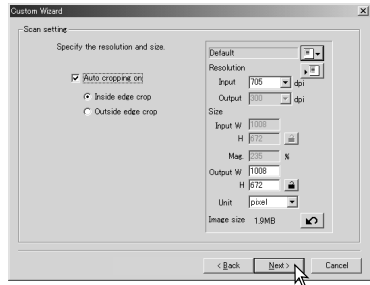 Custom Wizard
Scan setting
Specify the resolution and size.
Auto cropping on
Inside edge crop
Outside edge crop
Default
Resolution
Input 705 dpi
Output 300 dpi
Size
Input W 1008
H 672
Mag. 235 %
Output W 1008
H 672
Unit pixel
Image size 1.9MB
< Back Next > Cancel